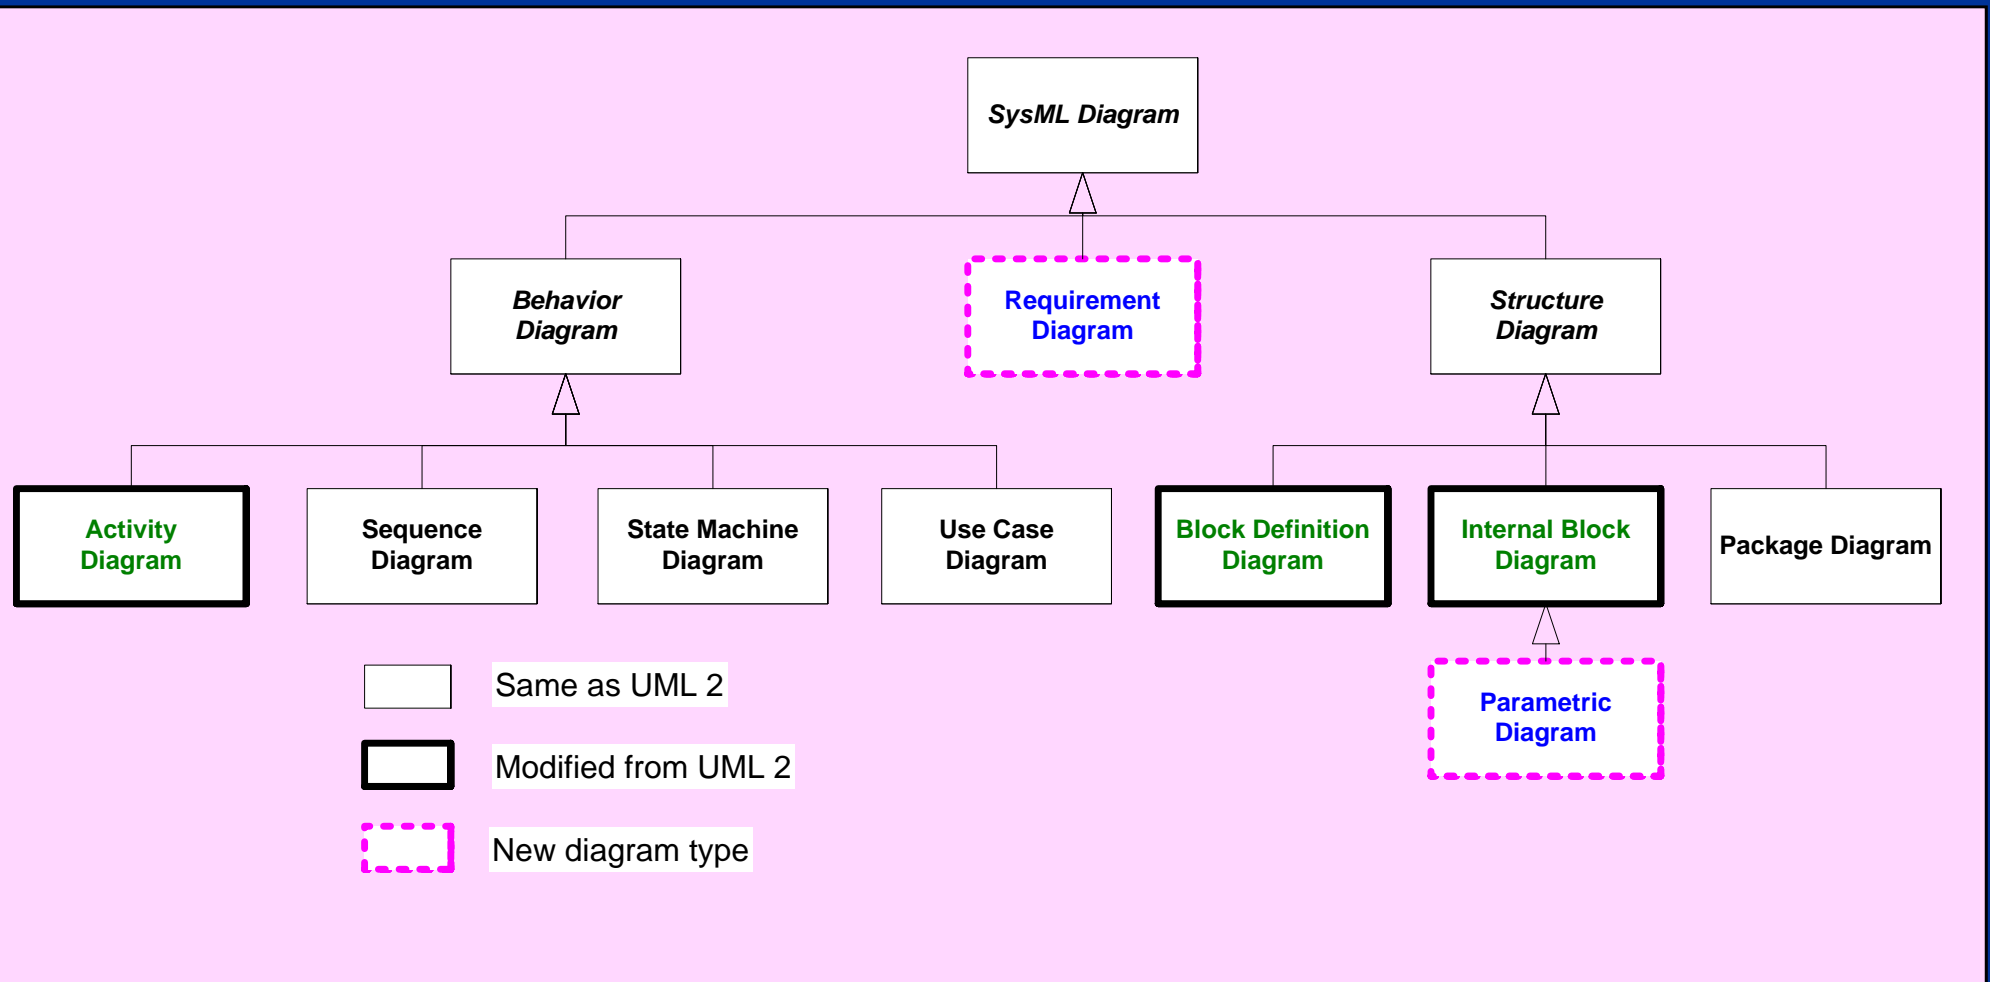 SysML Diagram
Behavior
Diagram
Requirement
Diagram
Structure
Diagram
Activity
Diagram
Sequence
Diagram
State Machine
Diagram
Use Case
Diagram
Block Definition
Diagram
Internal Block
Diagram
Package Diagram
Parametric
Diagram
Same as UML 2
Modified from UML 2
New diagram type